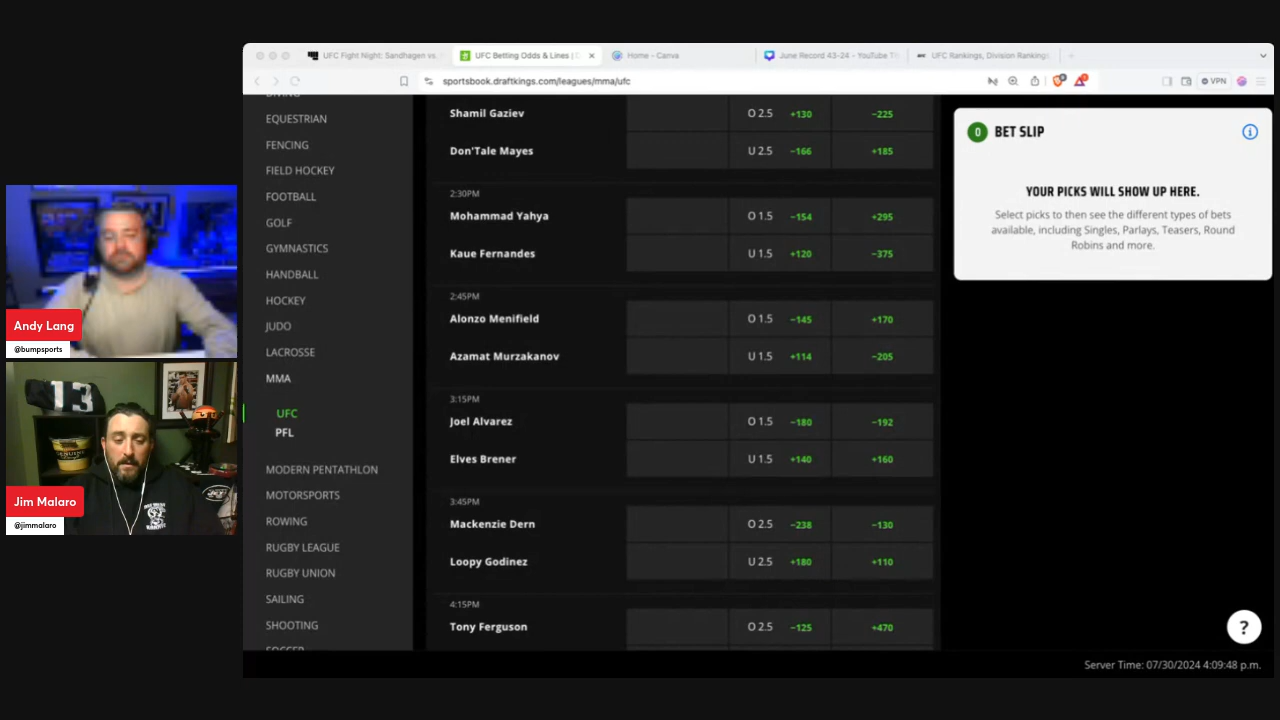 UFC Fight Night: Sandhagen vs.
UFC Betting Odds & Lines |
Home - Canva
June Record 43-24 - YouTube
UFC Rankings, Division Rankings
sportsbook.draftkings.com/leagues/mma/ufc
VPN
DIVING
EQUESTRIAN
FENCING
FIELD HOCKEY
FOOTBALL
GOLF
GYMNASTICS
HANDBALL
HOCKEY
JUDO
LACROSSE
MMA
UFC
PFL
MODERN PENTATHLON
MOTORSPORTS
ROWING
RUGBY LEAGUE
RUGBY UNION
SAILING
SHOOTING
SOCCER
Shamil Gaziev O 2.5 +130 −225
Don'Tale Mayes U 2.5 −166 +185
2:30PM
Mohammad Yahya O 1.5 −154 +295
Kaue Fernandes U 1.5 +120 −375
2:45PM
Alonzo Menifield O 1.5 −145 +170
Azamat Murzakanov U 1.5 +114 −205
3:15PM
Joel Alvarez O 1.5 −180 −192
Elves Brener U 1.5 +140 +160
3:45PM
Mackenzie Dern O 2.5 −238 −130
Loopy Godinez U 2.5 +180 +110
4:15PM
Tony Ferguson O 2.5 −125 +470
0 BET SLIP
YOUR PICKS WILL SHOW UP HERE.
Select picks to then see the different types of bets
available, including Singles, Parlays, Teasers, Round
Robins and more.
?
Server Time: 07/30/2024 4:09:48 p.m.
Andy Lang
@bumpsports
13
GENUINE
Jim Malaro
@jimmalaro